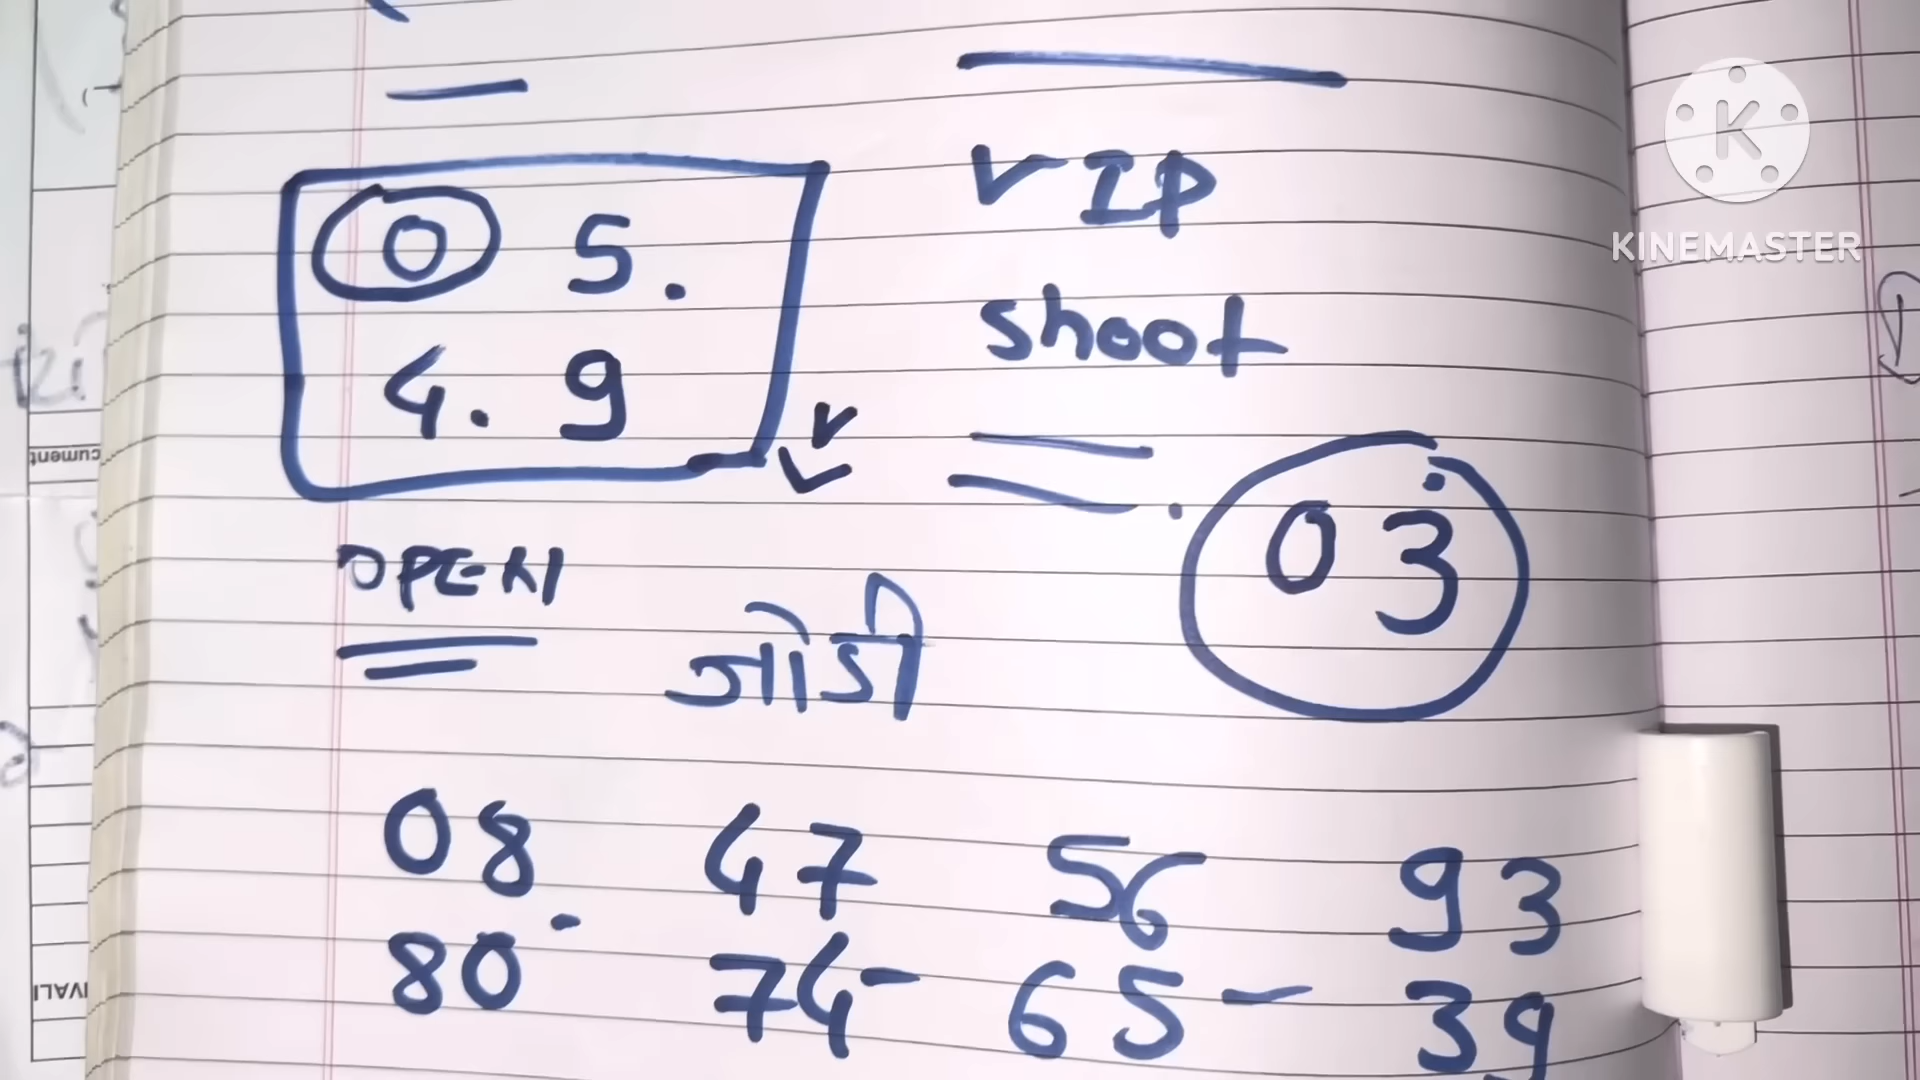 0 5.
4. 9
VIP
Shoot
03
OPEN
जोडी
08 47 56 93
80 74 - 65 - 39
KINEMASTER